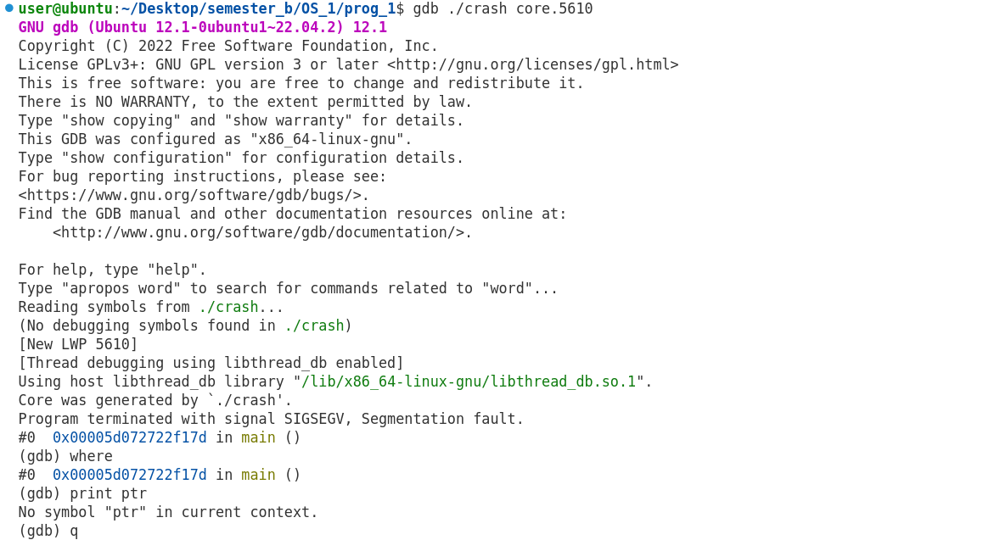 user@ubuntu:~/Desktop/semester_b/OS_1/prog_1$ gdb ./crash core.5610
GNU gdb (Ubuntu 12.1-0ubuntu1~22.04.2) 12.1
Copyright (C) 2022 Free Software Foundation, Inc.
License GPLv3+: GNU GPL version 3 or later <http://gnu.org/licenses/gpl.html>
This is free software: you are free to change and redistribute it.
There is NO WARRANTY, to the extent permitted by law.
Type "show copying" and "show warranty" for details.
This GDB was configured as "x86_64-linux-gnu".
Type "show configuration" for configuration details.
For bug reporting instructions, please see:
<https://www.gnu.org/software/gdb/bugs/>.
Find the GDB manual and other documentation resources online at:
    <http://www.gnu.org/software/gdb/documentation/>.

For help, type "help".
Type "apropos word" to search for commands related to "word"...
Reading symbols from ./crash...
(No debugging symbols found in ./crash)
[New LWP 5610]
[Thread debugging using libthread_db enabled]
Using host libthread_db library "/lib/x86_64-linux-gnu/libthread_db.so.1".
Core was generated by `./crash'.
Program terminated with signal SIGSEGV, Segmentation fault.
#0  0x00005d072722f17d in main ()
(gdb) where
#0  0x00005d072722f17d in main ()
(gdb) print ptr
No symbol "ptr" in current context.
(gdb) q